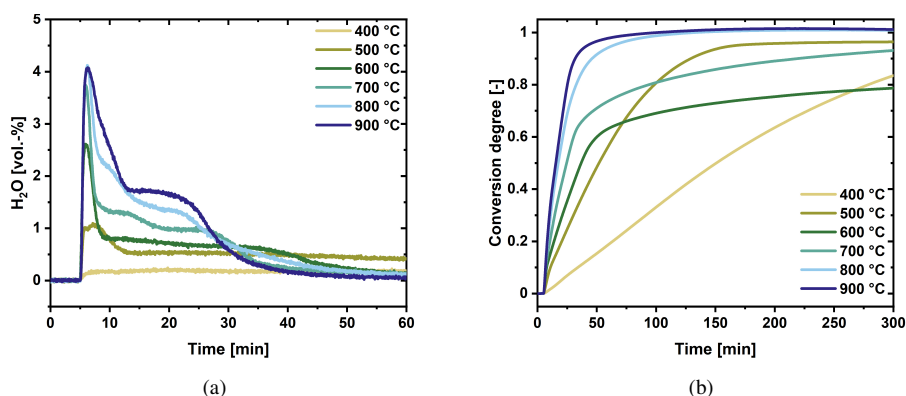 5
4
3
2
1
0
H₂O [vol.-%]
0 10 20 30 40 50 60
Time [min]
400 °C
500 °C
600 °C
700 °C
800 °C
900 °C
(a)
1
0.8
0.6
0.4
0.2
0
Conversion degree [-]
0 50 100 150 200 250 300
Time [min]
400 °C
500 °C
600 °C
700 °C
800 °C
900 °C
(b)